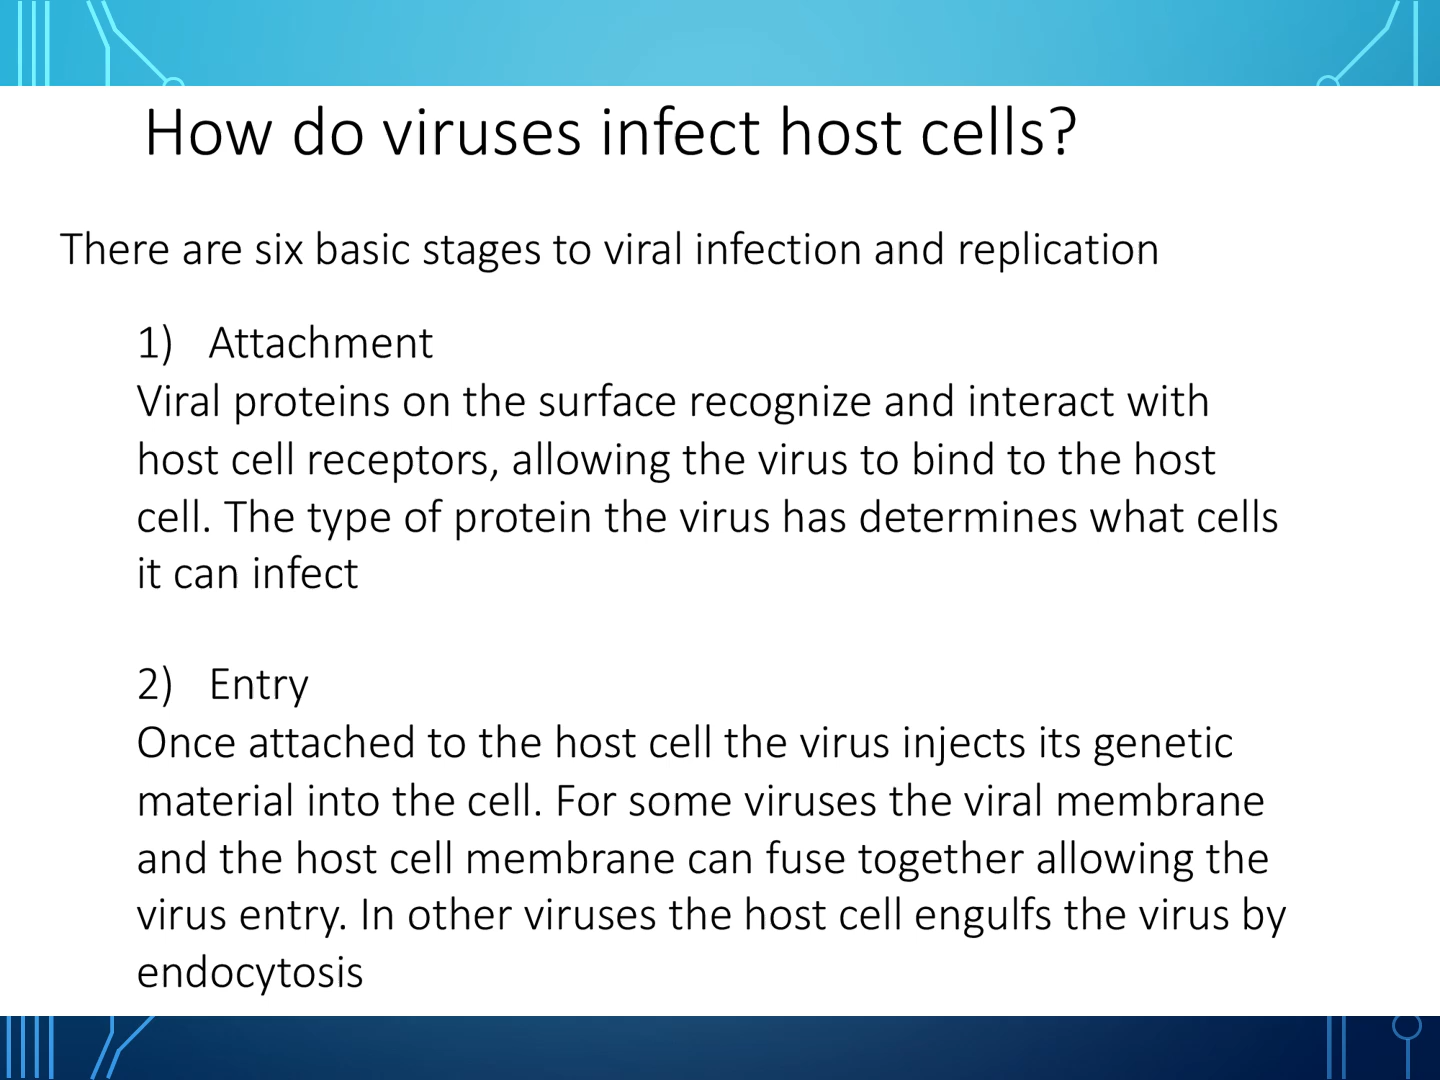 How do viruses infect host cells?
There are six basic stages to viral infection and replication
1) Attachment
Viral proteins on the surface recognize and interact with
host cell receptors, allowing the virus to bind to the host
cell. The type of protein the virus has determines what cells
it can infect
2) Entry
Once attached to the host cell the virus injects its genetic
material into the cell. For some viruses the viral membrane
and the host cell membrane can fuse together allowing the
virus entry. In other viruses the host cell engulfs the virus by
endocytosis